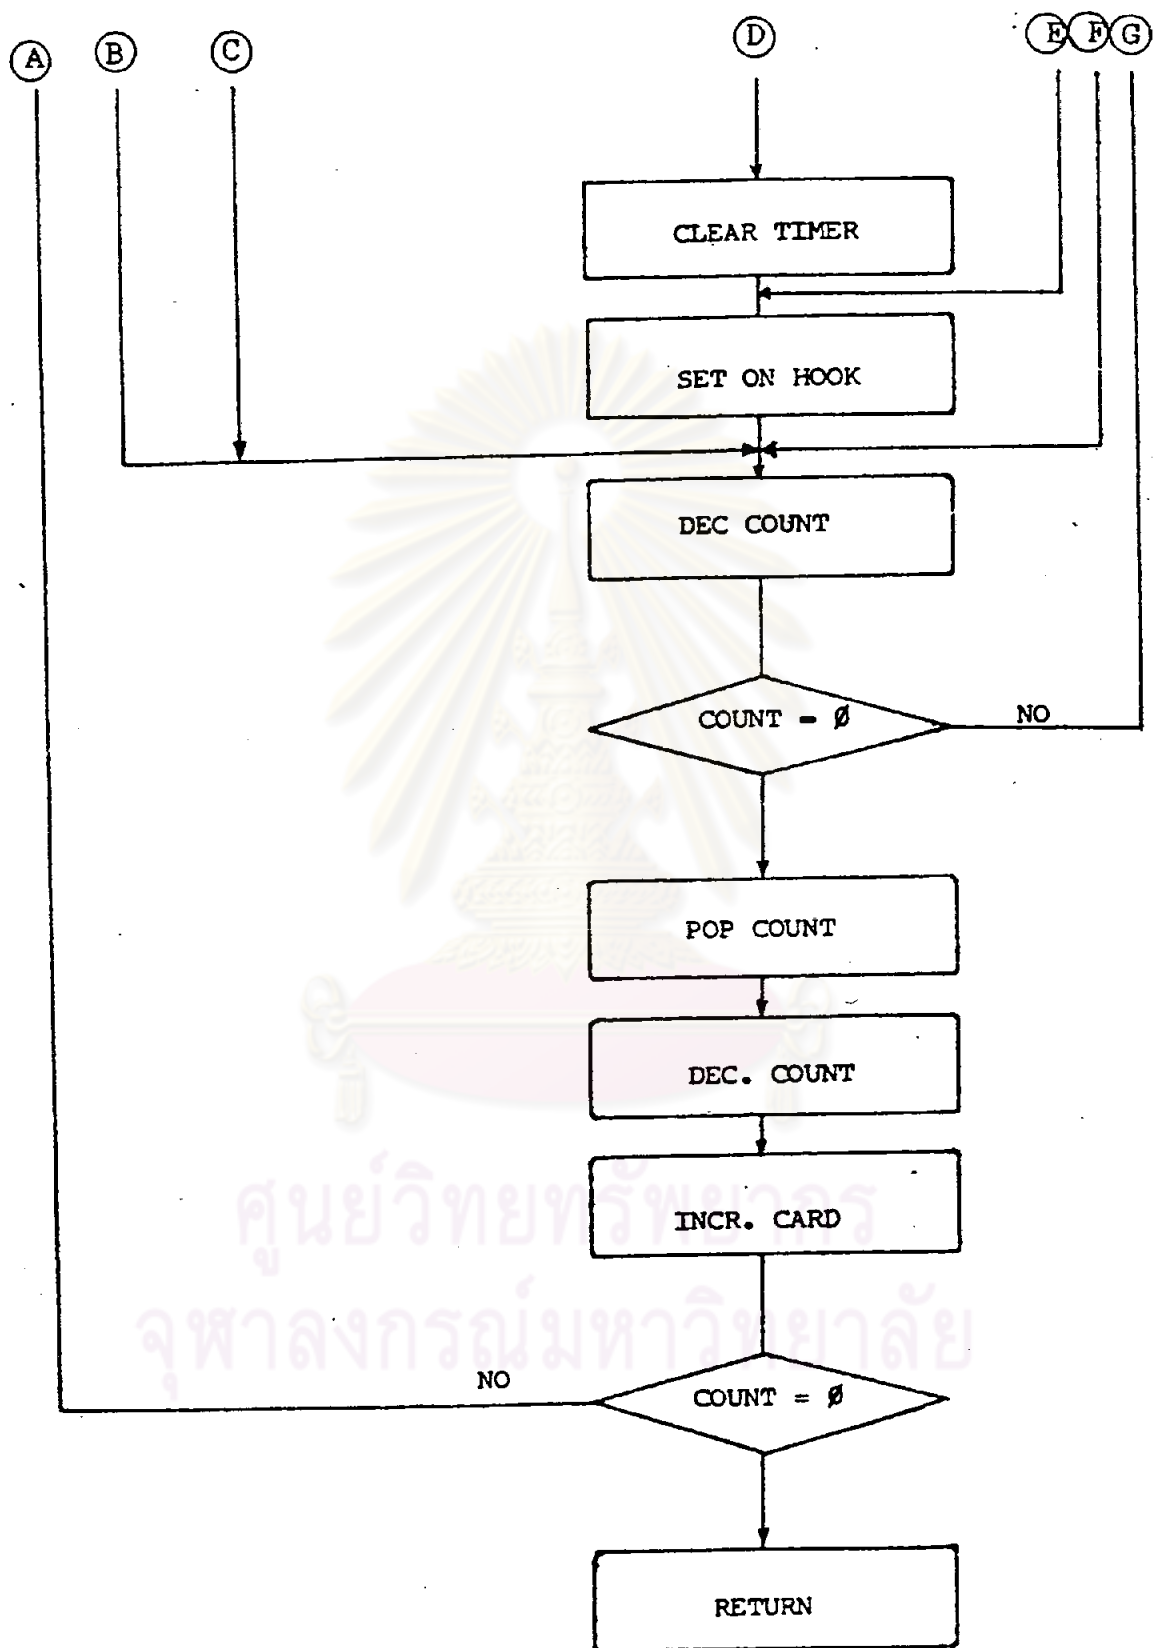 A B C D E F G
CLEAR TIMER
SET ON HOOK
DEC COUNT
COUNT = Ø
NO
POP COUNT
DEC. COUNT
INCR. CARD
ศูนย์วิทยทรัพยากร
จุฬาลงกรณ์มหาวิทยาลัย
NO
COUNT = Ø
RETURN